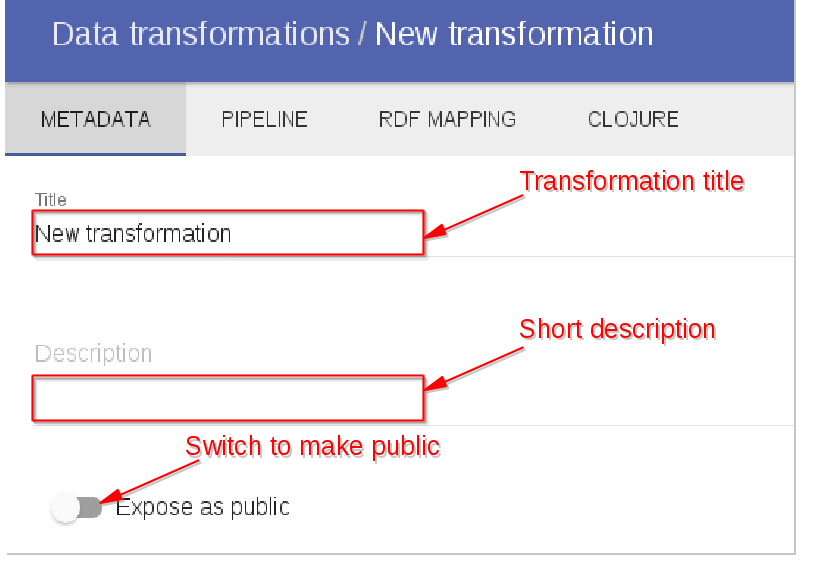 Data transformations / New transformation
METADATA PIPELINE RDF MAPPING CLOJURE
Transformation title
Title
New transformation
Short description
Description
Switch to make public
Expose as public